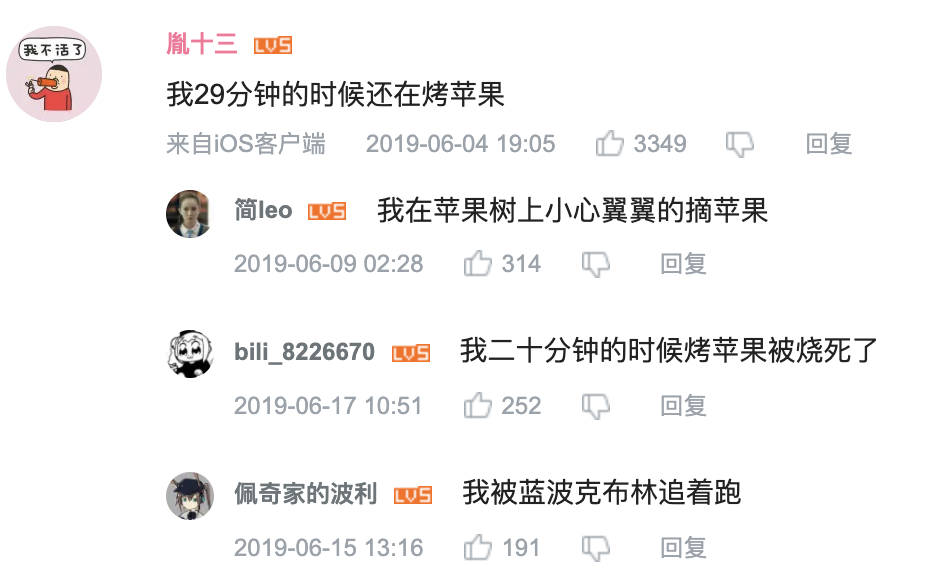 我不活了
胤十三 LV5
我29分钟的时候还在烤苹果
来自iOS客户端 2019-06-04 19:05 3349 回复
简leo LV5 我在苹果树上小心翼翼的摘苹果
2019-06-09 02:28 314 回复
bili_8226670 LV5 我二十分钟的时候烤苹果被烧死了
2019-06-17 10:51 252 回复
佩奇家的波利 LV5 我被蓝波克布林追着跑
2019-06-15 13:16 191 回复